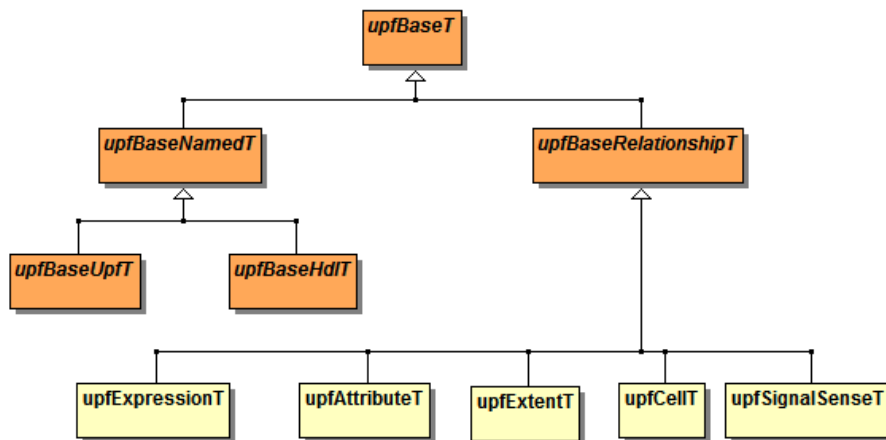 upfBaseT
upfBaseNamedT
upfBaseRelationshipT
upfBaseUpfT
upfBaseHdlT
upfExpressionT
upfAttributeT
upfExtentT
upfCellT
upfSignalSenseT